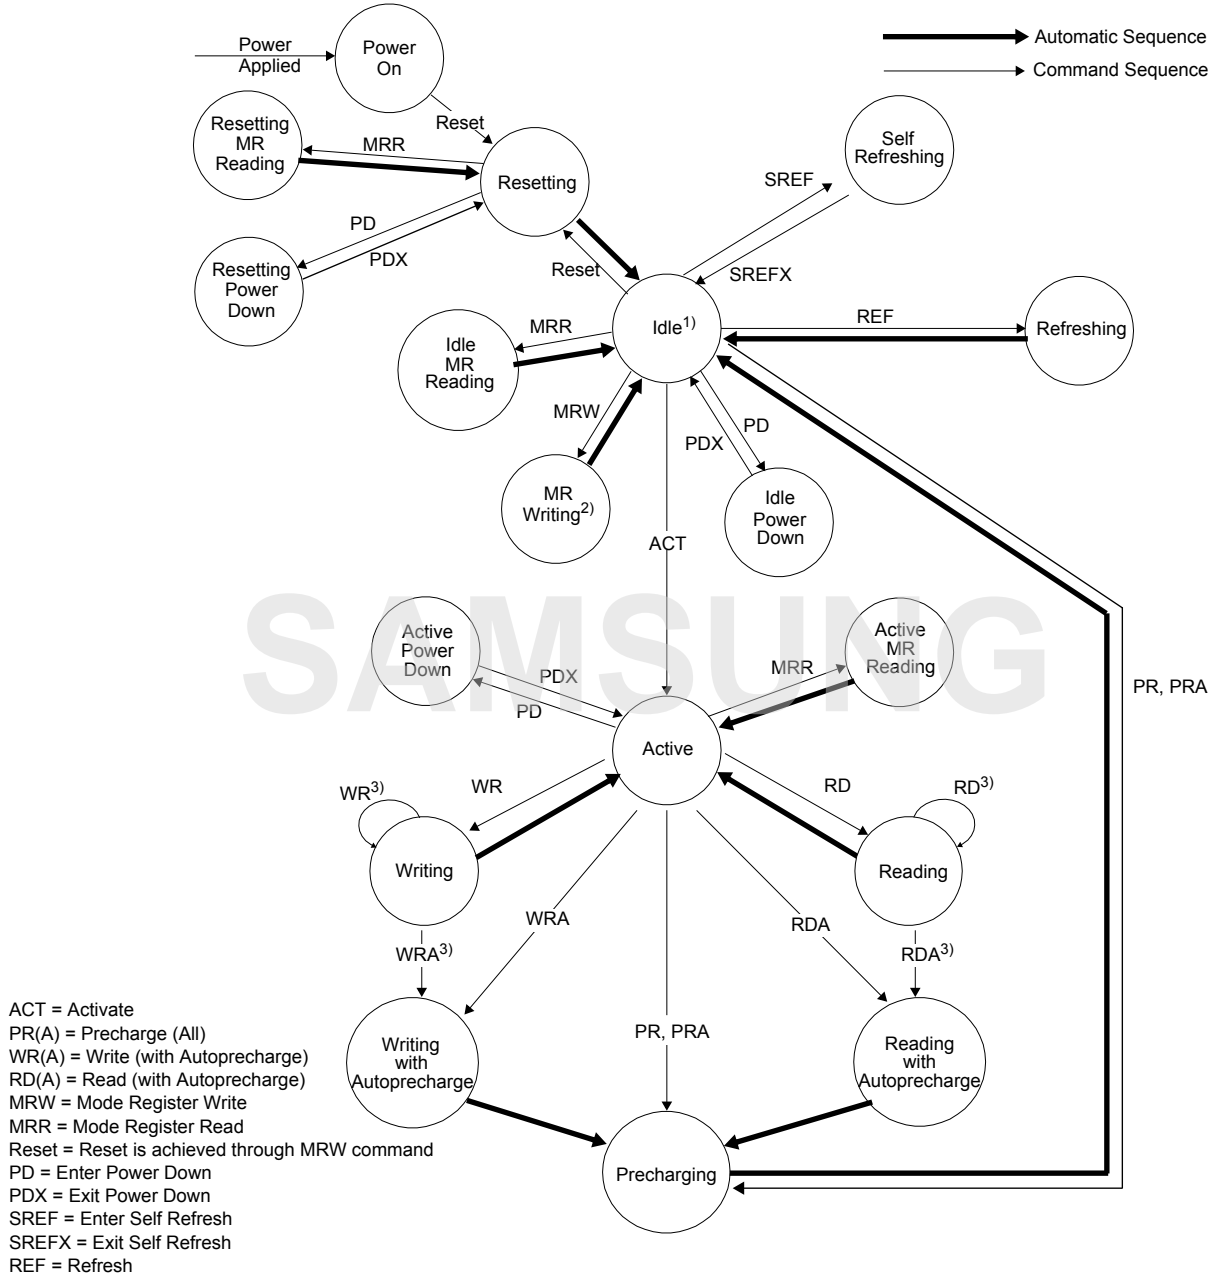 Power
Applied
Power
On
Automatic Sequence
Command Sequence
Reset
Resetting
MR
Reading
MRR
Resetting
Self
Refreshing
SREF
PD
PDX
Resetting
Power
Down
Reset
SREFX
Idle1)
REF
Refreshing
MRR
Idle
MR
Reading
MRW
PD
PDX
MR
Writing2)
Idle
Power
Down
ACT
SAMSUNG
Active
Power
Down
PDX
PD
MRR
Active
MR
Reading
PR, PRA
Active
WR
RD
WR3)
RD3)
Writing
Reading
WRA
RDA
WRA3)
RDA3)
PR, PRA
Writing
with
Autoprecharge
Reading
with
Autoprecharge
Precharging
ACT = Activate
PR(A) = Precharge (All)
WR(A) = Write (with Autoprecharge)
RD(A) = Read (with Autoprecharge)
MRW = Mode Register Write
MRR = Mode Register Read
Reset = Reset is achieved through MRW command
PD = Enter Power Down
PDX = Exit Power Down
SREF = Enter Self Refresh
SREFX = Exit Self Refresh
REF = Refresh